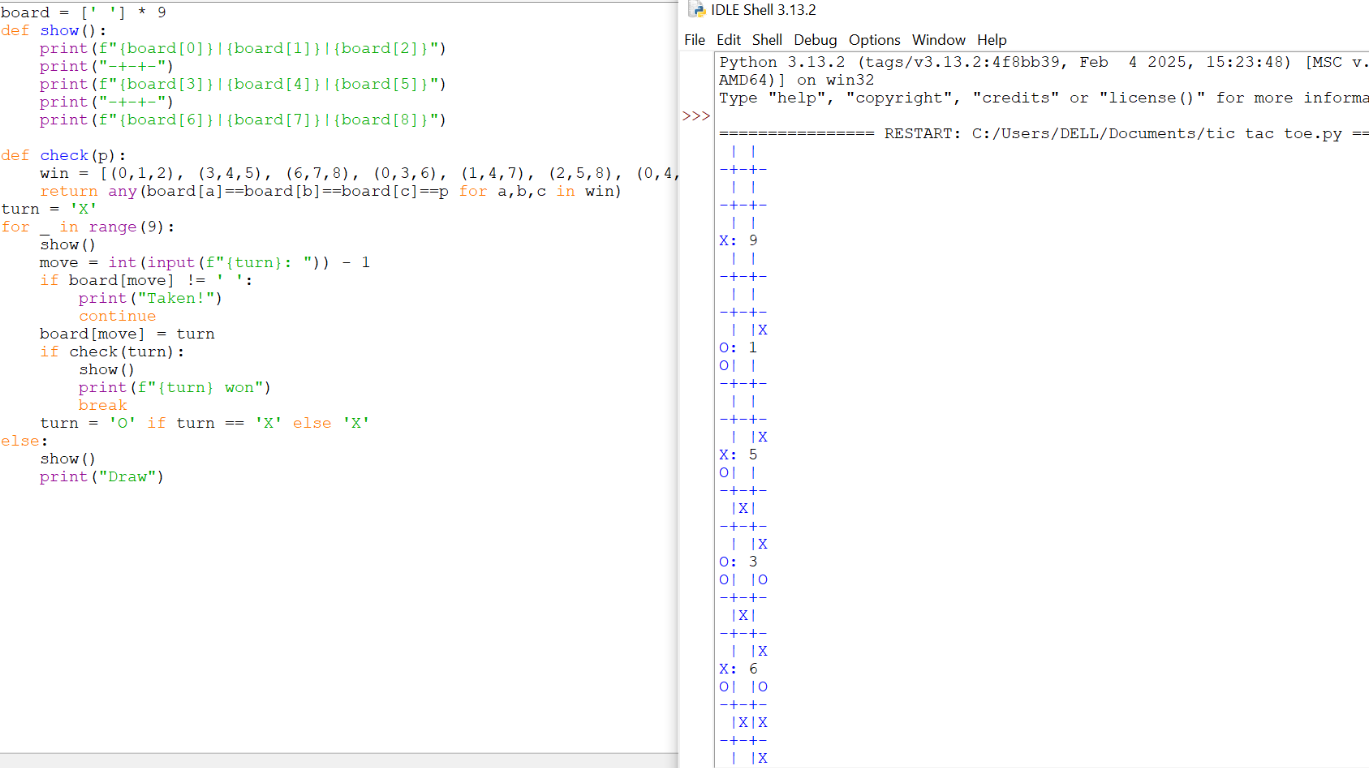 board = [' '] * 9
def show():
    print(f"{board[0]}|{board[1]}|{board[2]}")
    print("-+-+-")
    print(f"{board[3]}|{board[4]}|{board[5]}")
    print("-+-+-")
    print(f"{board[6]}|{board[7]}|{board[8]}")

def check(p):
    win = [(0,1,2), (3,4,5), (6,7,8), (0,3,6), (1,4,7), (2,5,8), (0,4,
    return any(board[a]==board[b]==board[c]==p for a,b,c in win)
turn = 'X'
for _ in range(9):
    show()
    move = int(input(f"{turn}: ")) - 1
    if board[move] != ' ':
        print("Taken!")
        continue
    board[move] = turn
    if check(turn):
        show()
        print(f"{turn} won")
        break
    turn = 'O' if turn == 'X' else 'X'
else:
    show()
    print("Draw")
IDLE Shell 3.13.2
File Edit Shell Debug Options Window Help
Python 3.13.2 (tags/v3.13.2:4f8bb39, Feb  4 2025, 15:23:48) [MSC v.
AMD64)] on win32
Type "help", "copyright", "credits" or "license()" for more informa
>>>
================ RESTART: C:/Users/DELL/Documents/tic tac toe.py ==
 | |
-+-+-
 | |
-+-+-
 | |
X: 9
 | |
-+-+-
 | |
-+-+-
 | |X
O: 1
O| |
-+-+-
 | |
-+-+-
 | |X
X: 5
O| |
-+-+-
 |X|
-+-+-
 | |X
O: 3
O| |O
-+-+-
 |X|
-+-+-
 | |X
X: 6
O| |O
-+-+-
 |X|X
-+-+-
 | |X